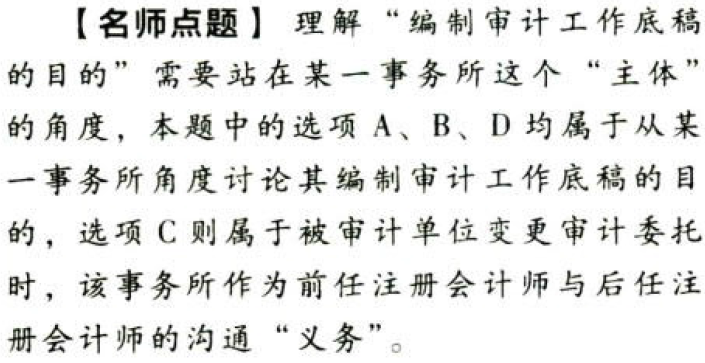 【名师点题】 理解“编制审计工作底稿
的目的”需要站在某一事务所这个“主体”
的角度，本题中的选项 A、B、D 均属于从某
一事务所角度讨论其编制审计工作底稿的目
的，选项 C 则属于被审计单位变更审计委托
时，该事务所作为前任注册会计师与后任注
册会计师的沟通“义务”。